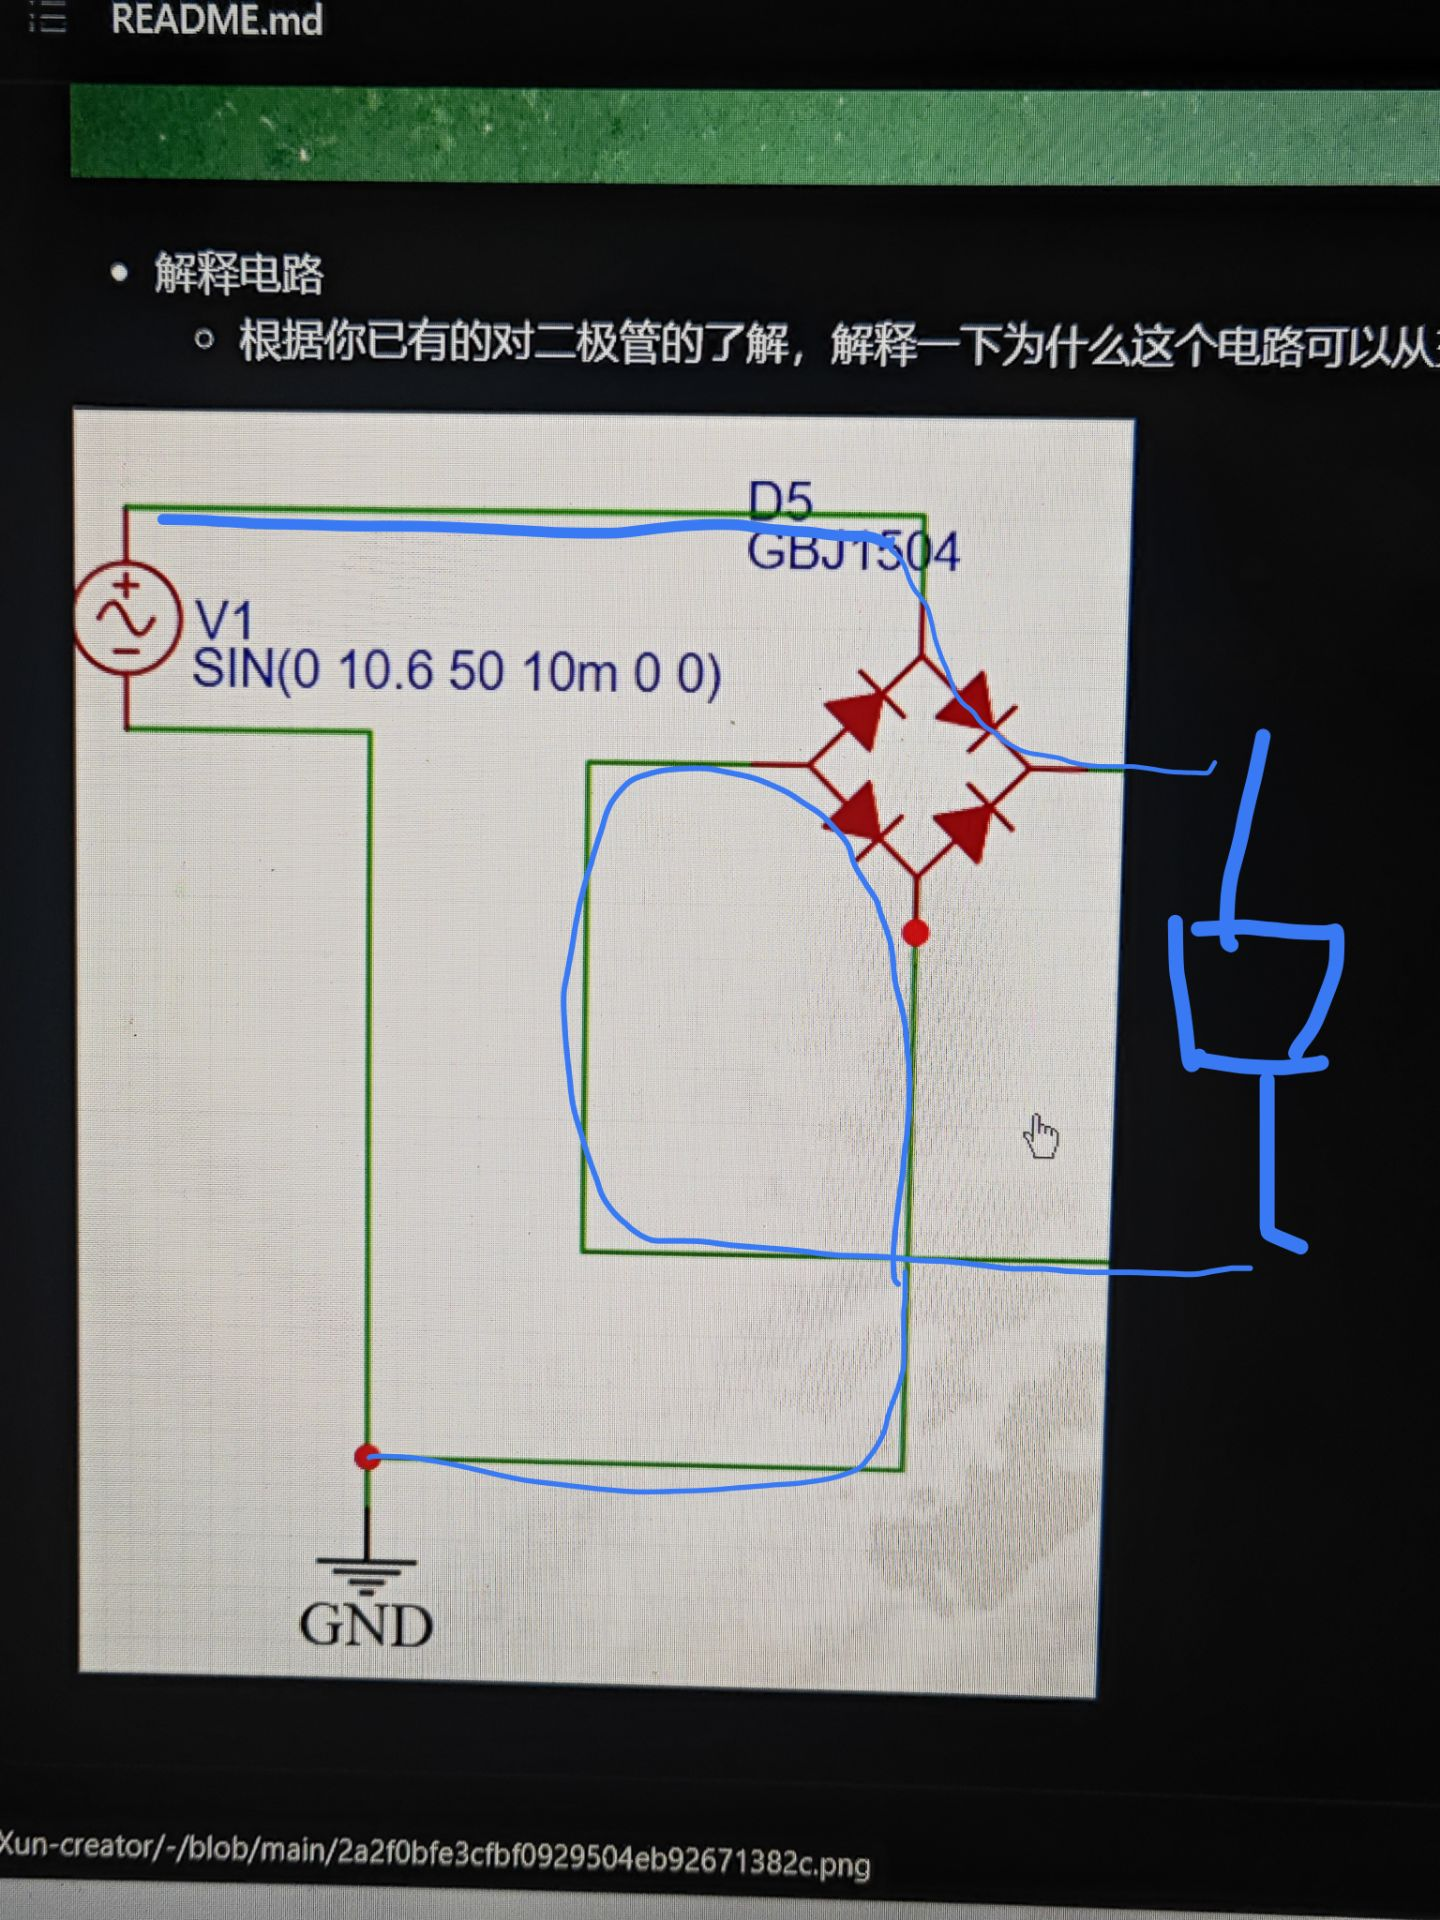 README.md
解释电路
根据你已有的对二极管的了解，解释一下为什么这个电路可以从
D5
GBJ1504
V1
SIN(0 10.6 50 10m 0 0)
GND
Xun-creator/-/blob/main/2a2f0bfe3cfbf0929504eb92671382c.png